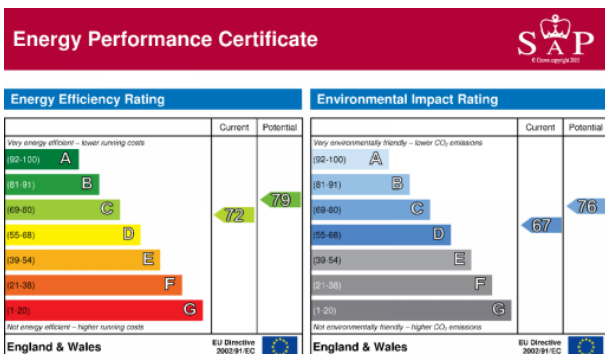 Energy Performance Certificate
SAP
© Crown copyright 2011
Energy Efficiency Rating
Current Potential
Very energy efficient – lower running costs
(92-100) A
(81-91) B
(69-80) C
(55-68) D
(39-54) E
(21-38) F
(1-20) G
72
79
Not energy efficient – higher running costs
England & Wales
EU Directive
2002/91/EC
Environmental Impact Rating
Current Potential
Very environmentally friendly – lower CO₂ emissions
(92-100) A
(81-91) B
(69-80) C
(55-68) D
(39-54) E
(21-38) F
(1-20) G
67
76
Not environmentally friendly – higher CO₂ emissions
England & Wales
EU Directive
2002/91/EC